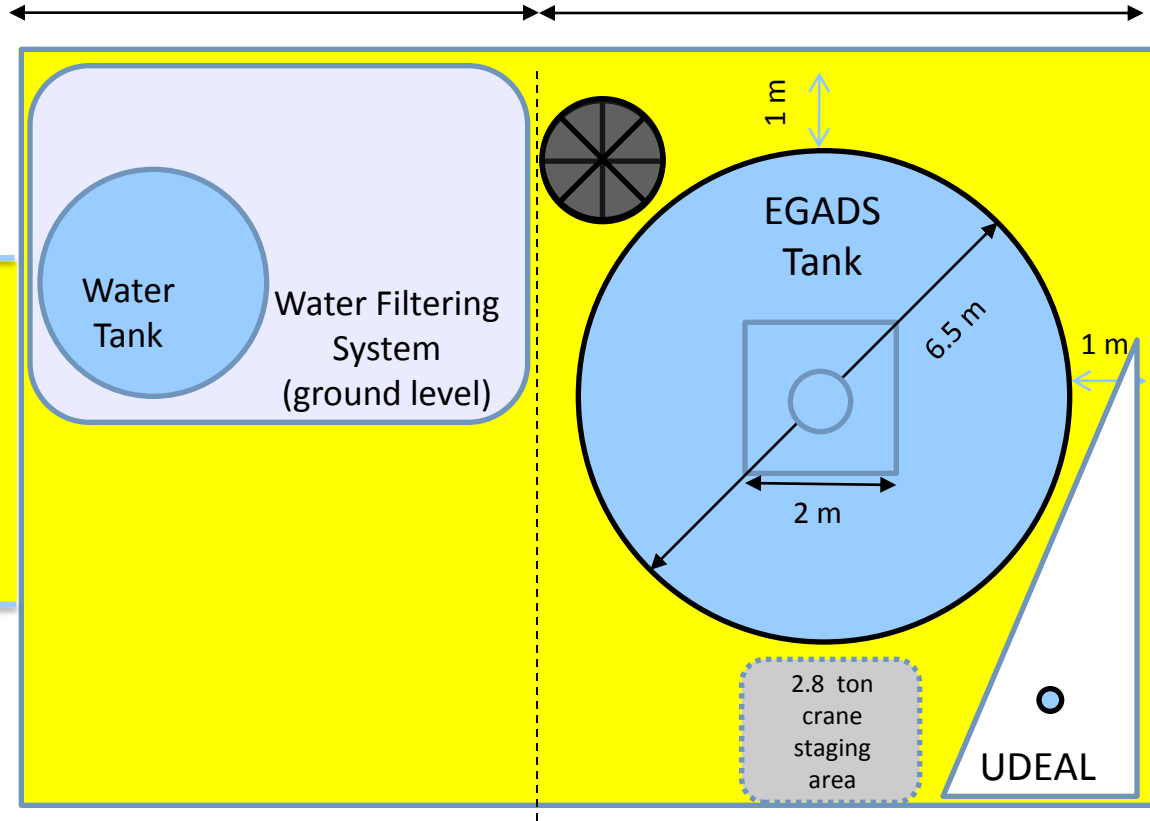 1 m
EGADS
Tank
6.5 m
1 m
2 m
Water
Tank
Water Filtering
System
(ground level)
2.8 ton
crane
staging
area
UDEAL